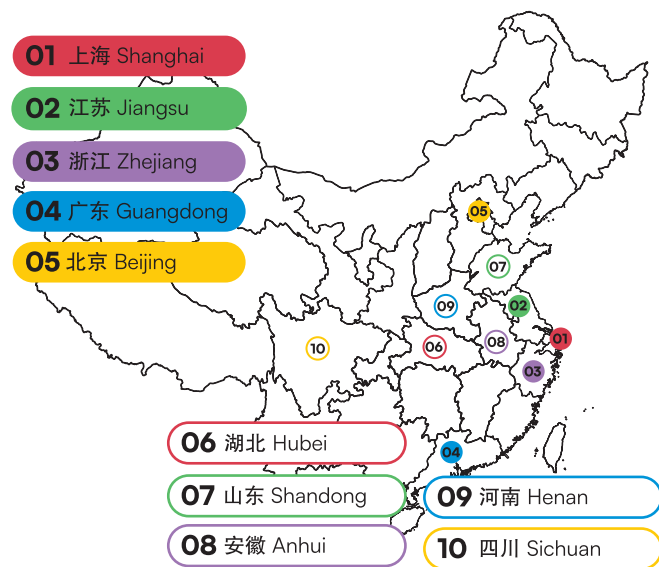 01 上海 Shanghai
02 江苏 Jiangsu
03 浙江 Zhejiang
04 广东 Guangdong
05 北京 Beijing
05
07
02
09
01
08
06
10
03
04
06 湖北 Hubei
07 山东 Shandong
09 河南 Henan
08 安徽 Anhui
10 四川 Sichuan